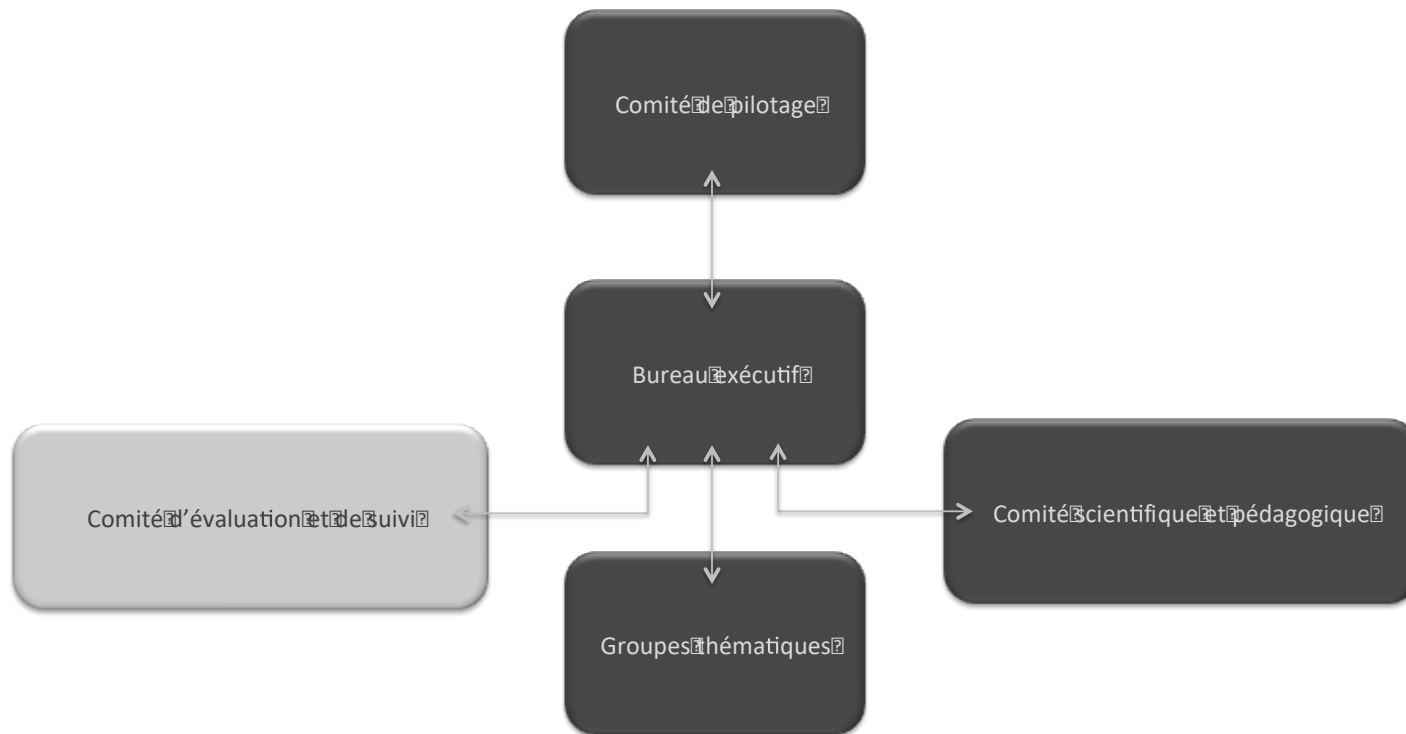 Comité de pilotage
Bureau exécutif
Comité d’évaluation et de suivi
Comité scientifique et pédagogique
Groupes thématiques